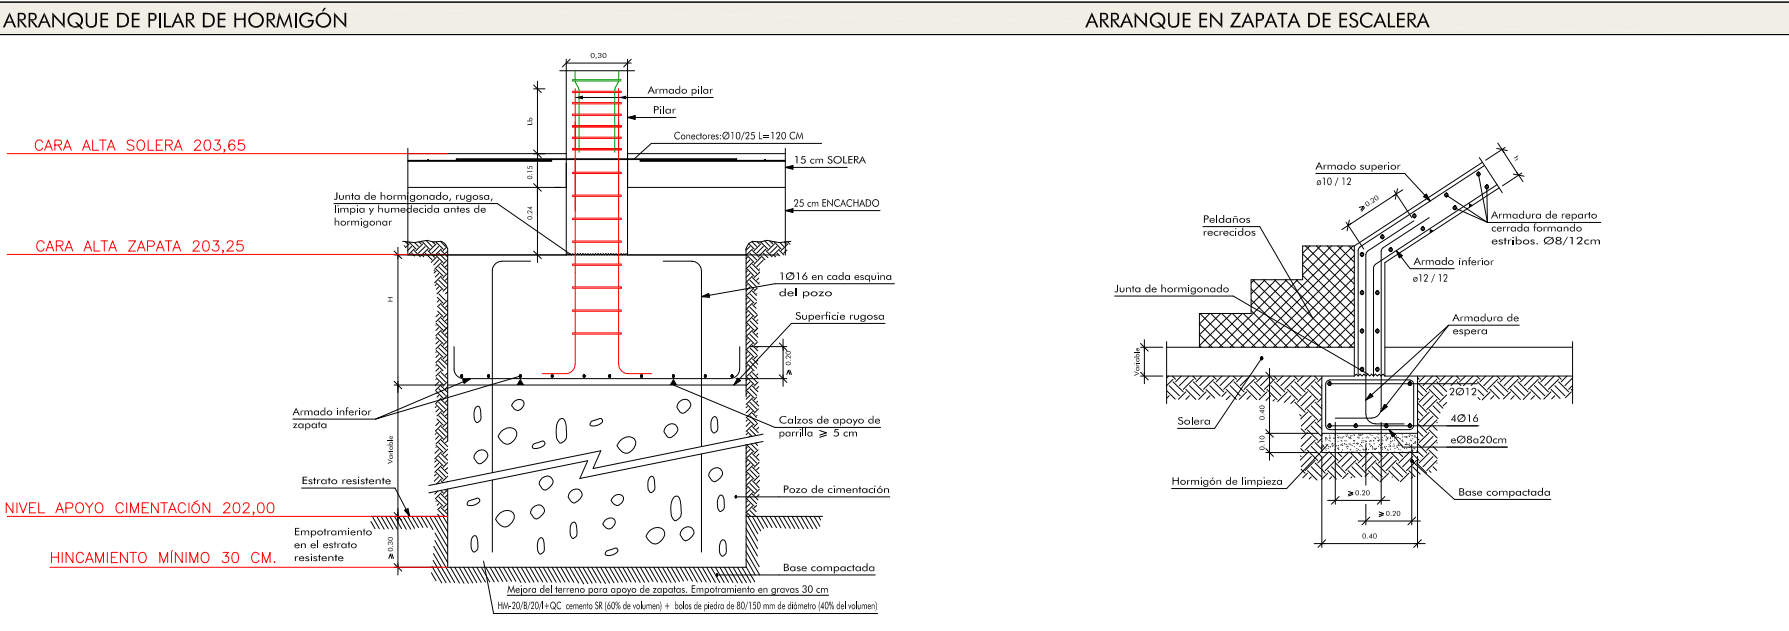 ARRANQUE DE PILAR DE HORMIGÓN
0,30
Armado pilar
Pilar
Lb
Conectores:Ø10/25 L=120 CM
CARA ALTA SOLERA 203,65
15 cm SOLERA
0.15
Junta de hormigonado, rugosa,
limpia y humedecida antes de
hormigonar
0.24
25 cm ENCACHADO
CARA ALTA ZAPATA 203,25
H
1Ø16 en cada esquina
del pozo
Superficie rugosa
≥ 0.20
Armado inferior
zapata
Calzos de apoyo de
parrilla ≥ 5 cm
Variable
Estrato resistente
Pozo de cimentación
NIVEL APOYO CIMENTACIÓN 202,00
Empotramiento
en el estrato
resistente
≥ 0.30
HINCAMIENTO MÍNIMO 30 CM.
Base compactada
Mejora del terreno para apoyo de zapatas. Empotramiento en gravas 30 cm
HM-20/B/20/I+QC cemento SR (60% de volumen) + bolos de piedra de 80/150 mm de diámetro (40% del volumen)
ARRANQUE EN ZAPATA DE ESCALERA
h
Armado superior
ø10 / 12
≥ 0.20
Armadura de reparto
cerrada formando
estribos. Ø8/12cm
Peldaños
recrecidos
Armado inferior
ø12 / 12
Junta de hormigonado
Armadura de
espera
Variable
2Ø12
Solera
0.40
4Ø16
eØ8a20cm
0.10
Hormigón de limpieza
Base compactada
≥ 0.20
≥ 0.20
0.40